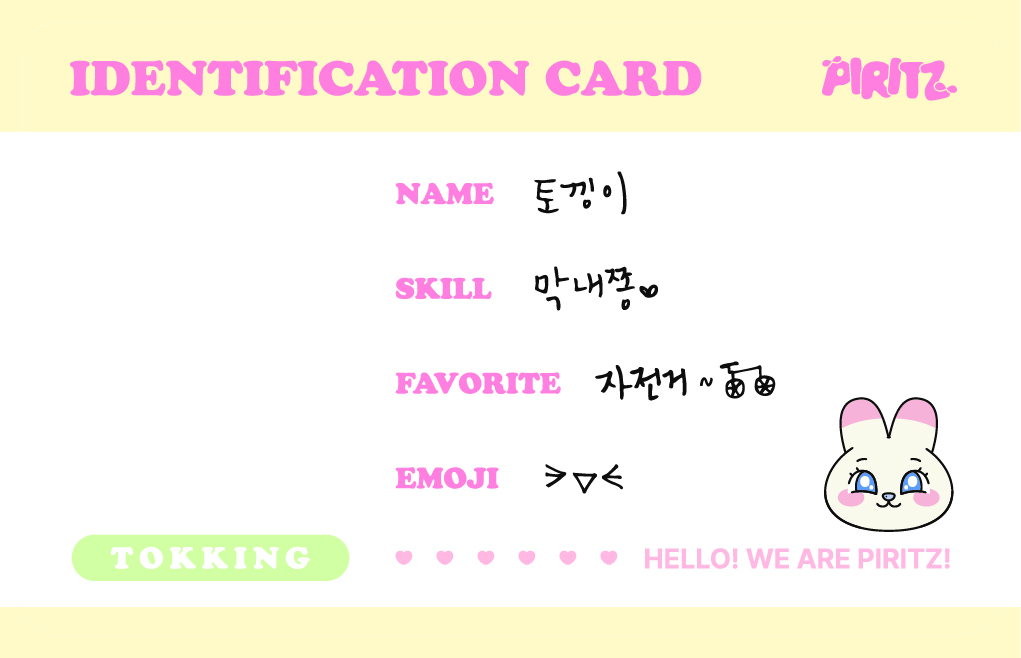 IDENTIFICATION CARD PIRITZ
NAME 토낑이
SKILL 막내쫑
FAVORITE 자전거~
EMOJI >▽<
TOKKING HELLO! WE ARE PIRITZ!